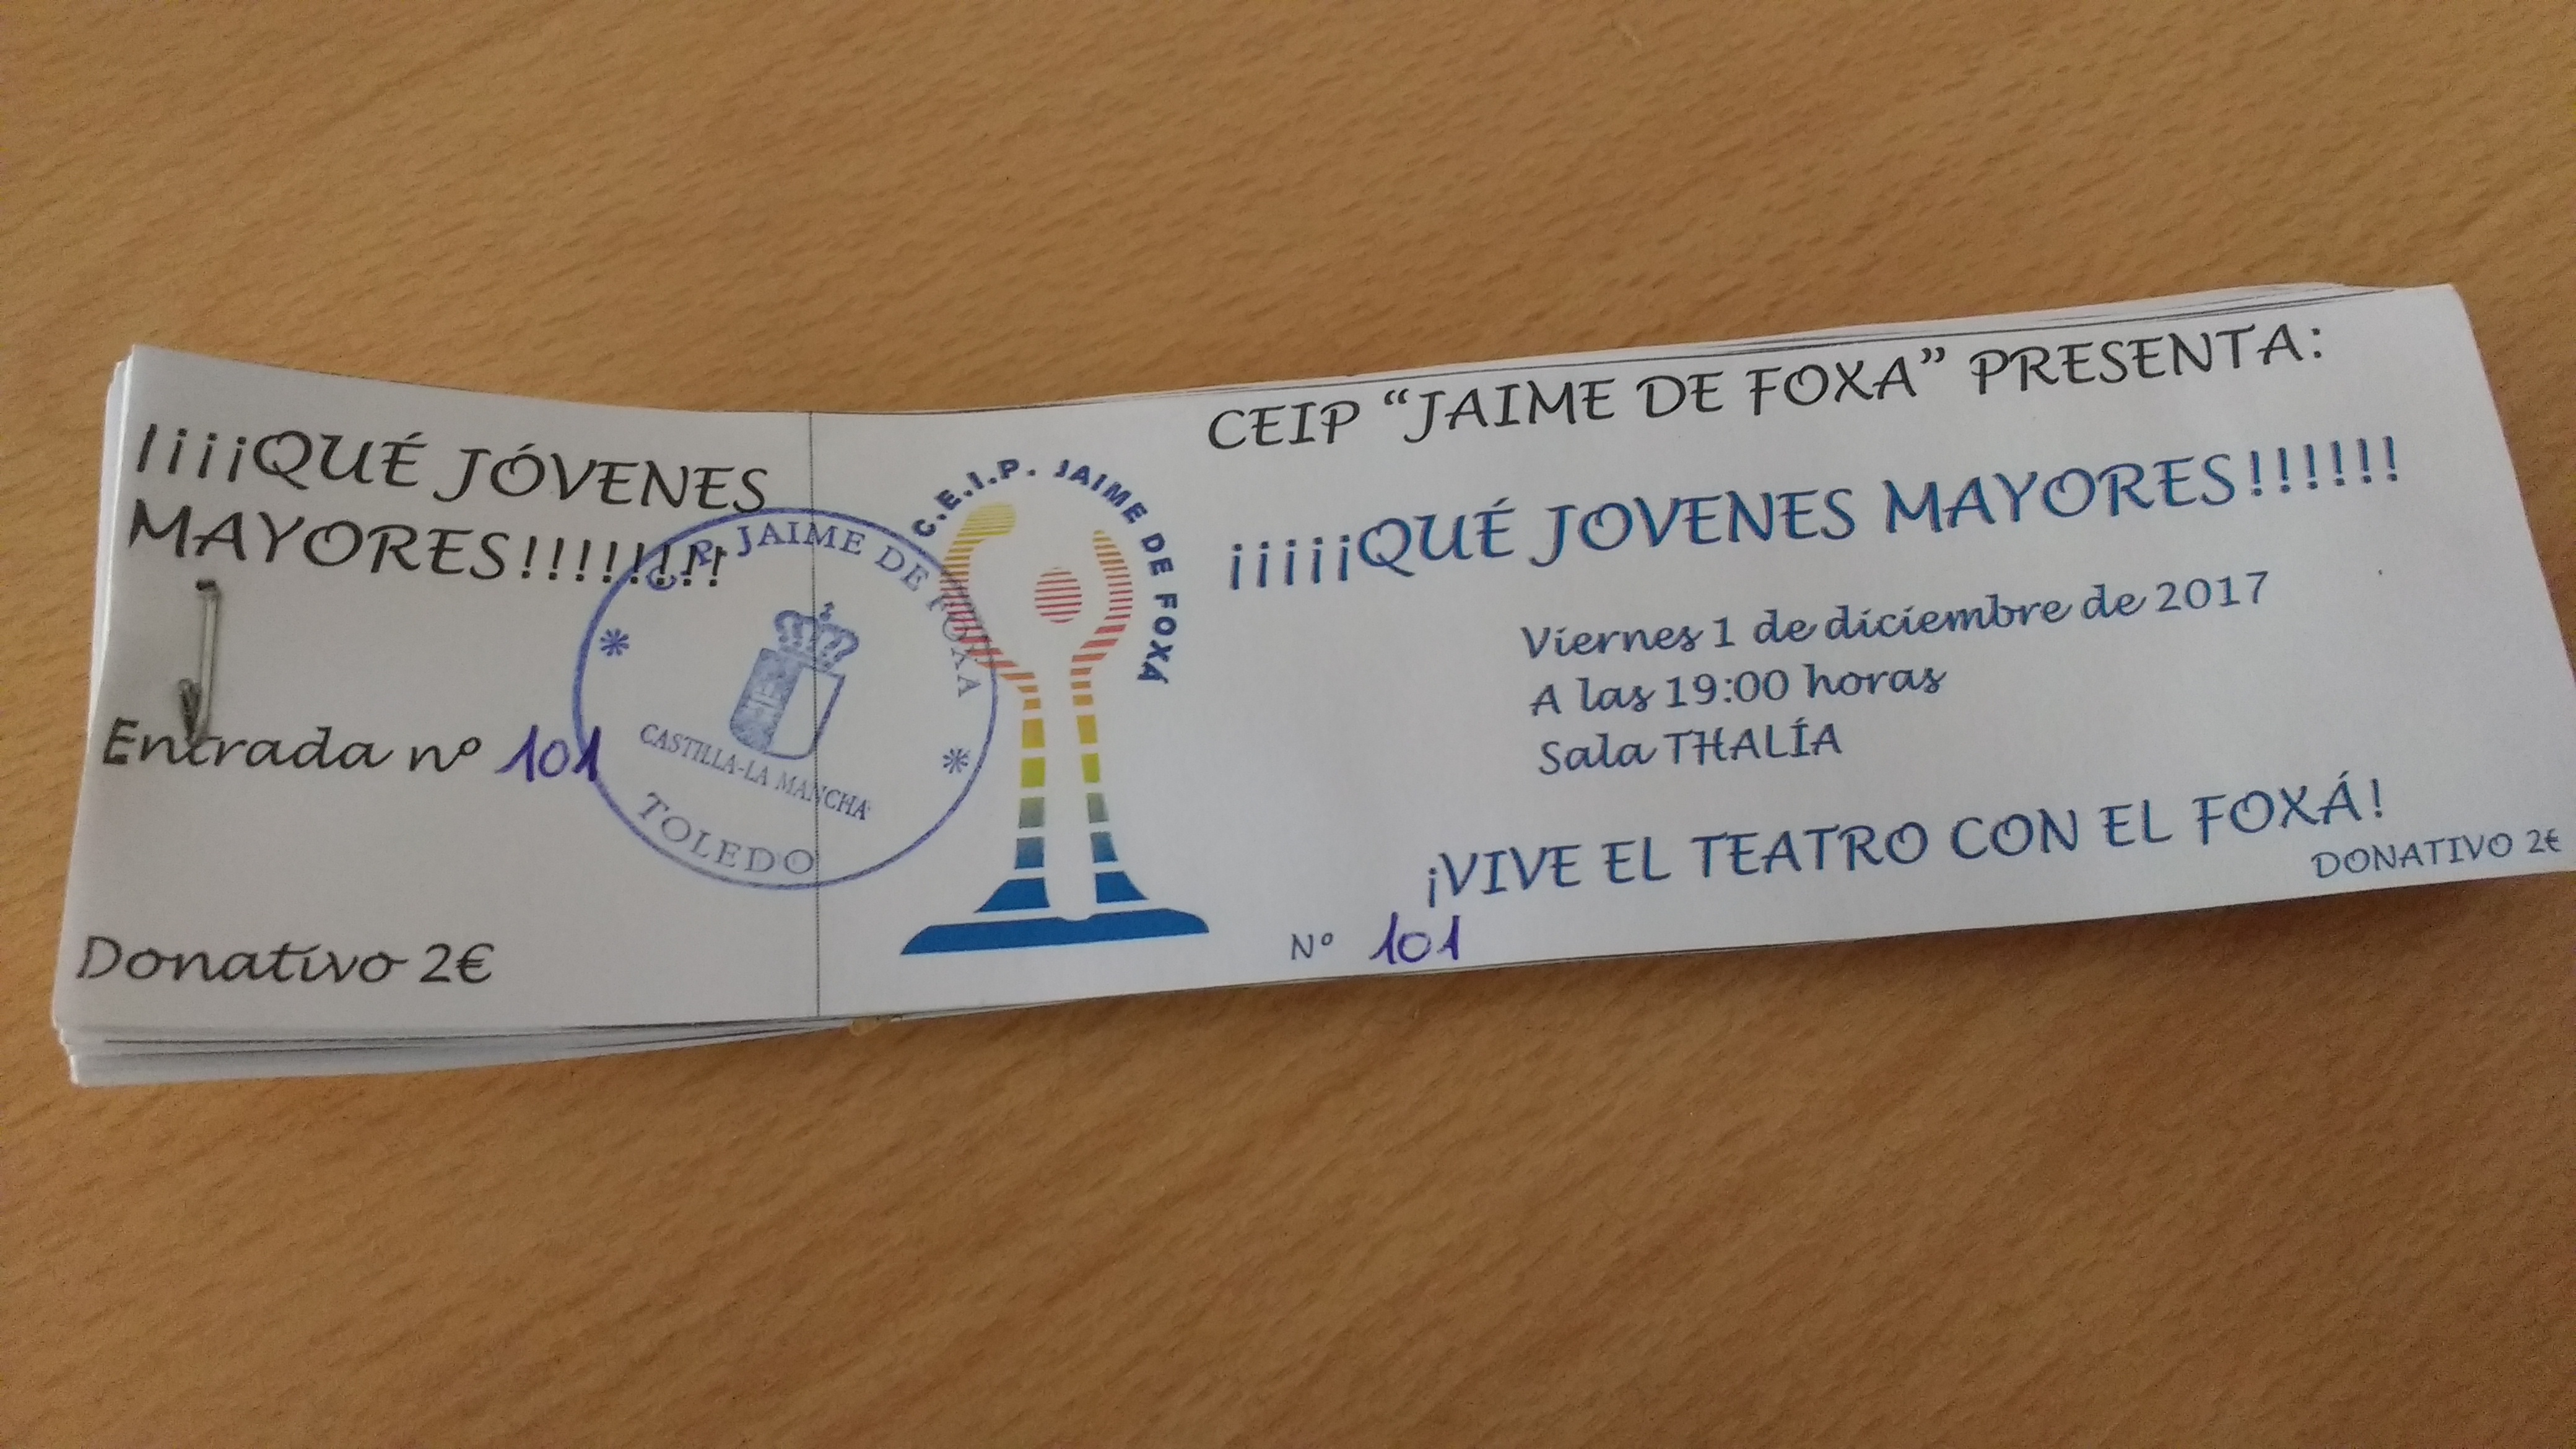 ¡¡¡¡¡QUÉ JÓVENES
MAYORES!!!!!!!!
Entrada nº 101
Donativo 2€
C. P. JAIME DE FOXA
CASTILLA-LA MANCHA
TOLEDO
C.E.I.P. JAIME DE FOXA
CEIP “JAIME DE FOXA” PRESENTA:
¡¡¡¡¡QUÉ JOVENES MAYORES!!!!!!
Viernes 1 de diciembre de 2017
A las 19:00 horas
Sala THALÍA
¡VIVE EL TEATRO CON EL FOXÁ!
DONATIVO 2€
Nº 101